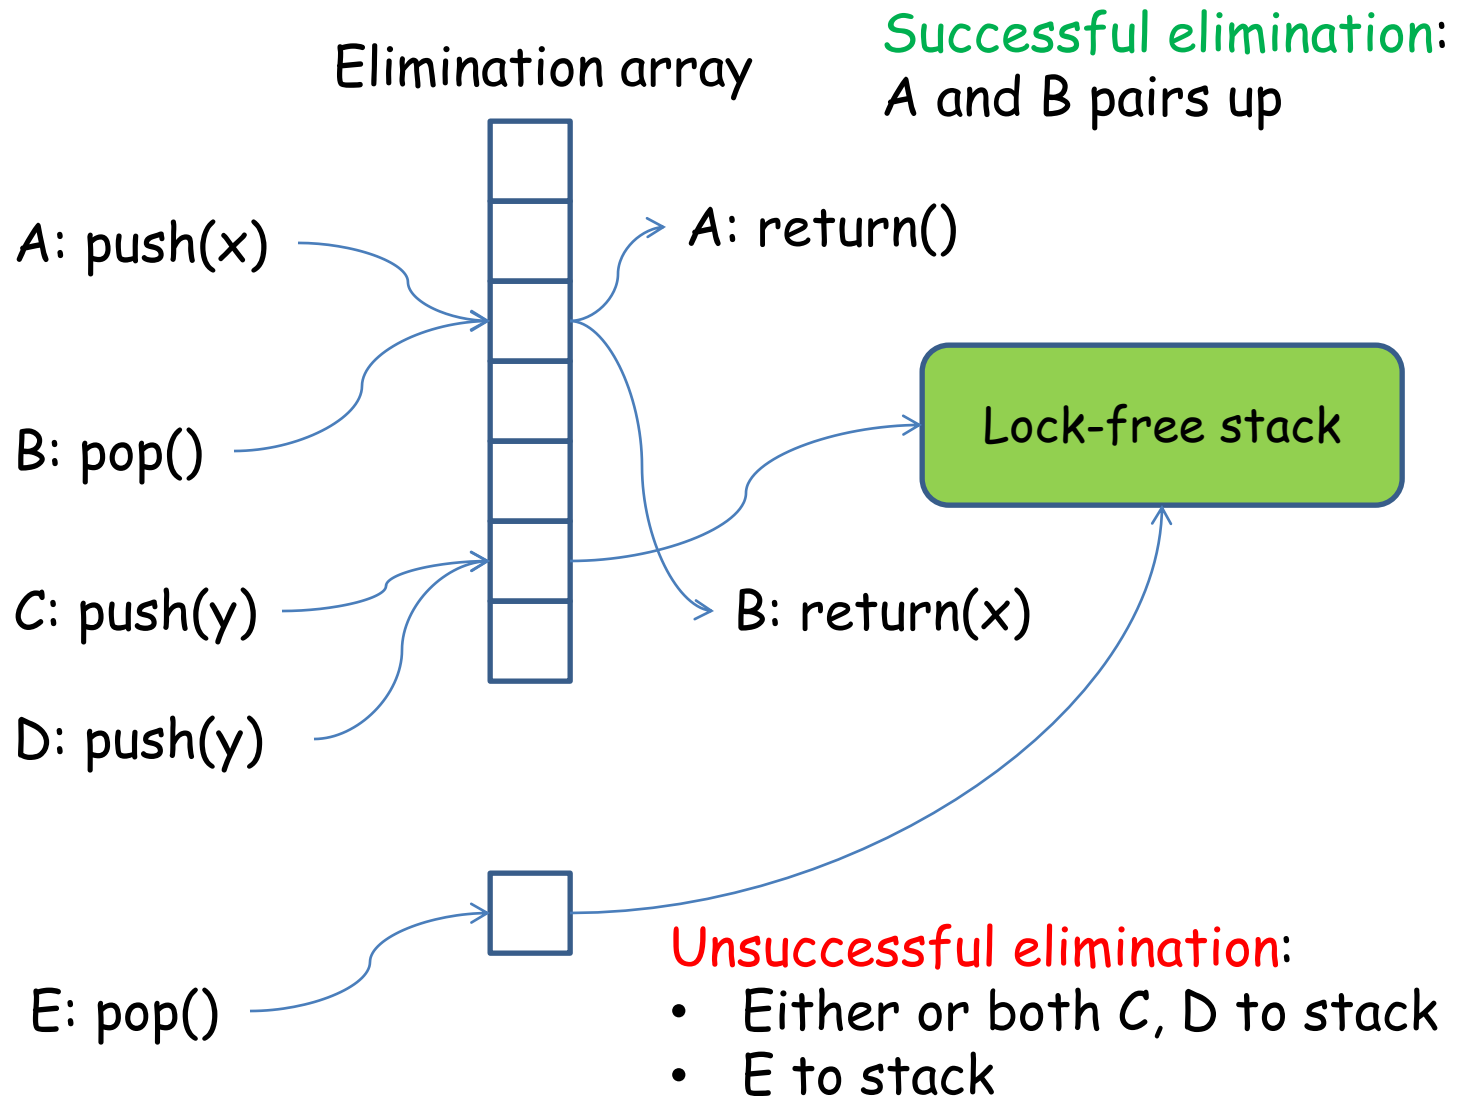 Successful elimination:
A and B pairs up
Elimination array
A: push(x)
A: return()
B: pop()
Lock-free stack
C: push(y)
B: return(x)
D: push(y)
Unsuccessful elimination:
• Either or both C, D to stack
E: pop()
• E to stack